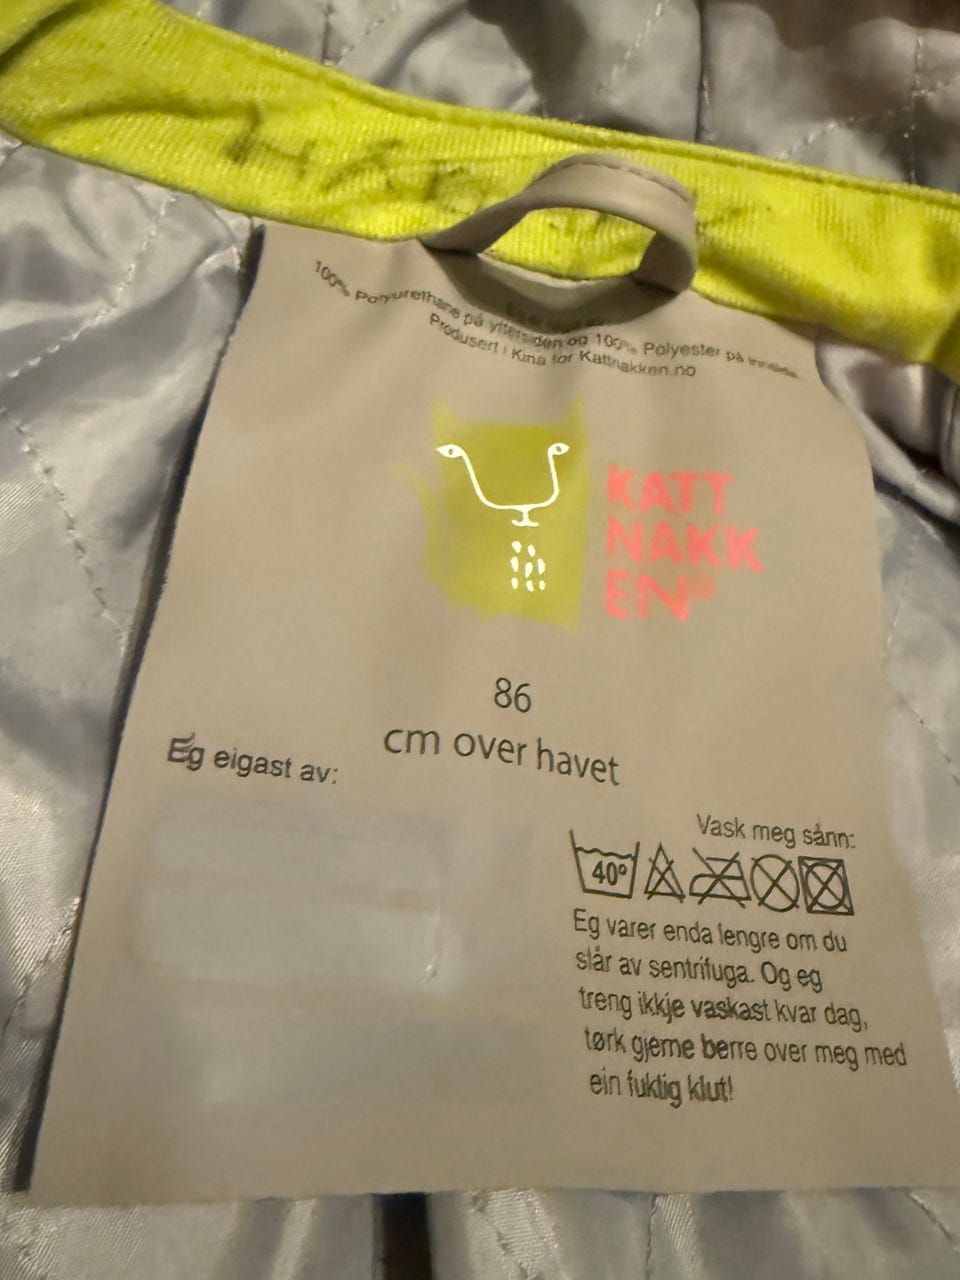 100% Polyurethane på yttersiden og 100% Polyester på innsiden.
Produsert i Kina for Kattnakken.no
KATT
NAKK
EN®
86
cm over havet
Eg eigast av:
Vask meg sånn:
40°
Eg varer enda lengre om du
slår av sentrifuga. Og eg
treng ikkje vaskast kvar dag,
tørk gjerne berre over meg med
ein fuktig klut!